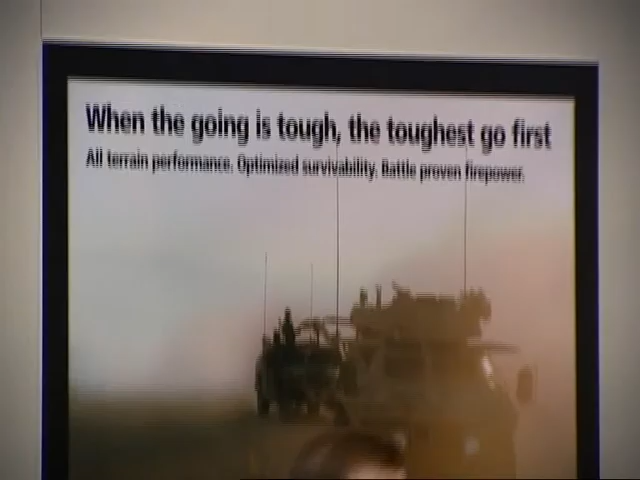 When the going is tough, the toughest go first
All terrain performance. Optimized survivability. Battle proven firepower.